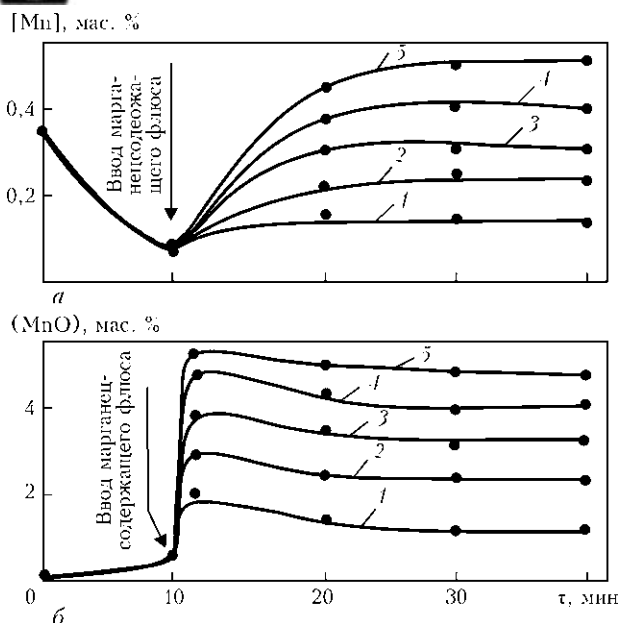 [Mn], мас. %
0,4
0,2
Ввод марга-
нецсодеожа-
щего флюса
5
4
3
2
1
а
(MnO), мас. %
4
2
Ввод марганец-
содержащего флюса
5
4
3
2
1
0
10
20
30
τ, мин
б